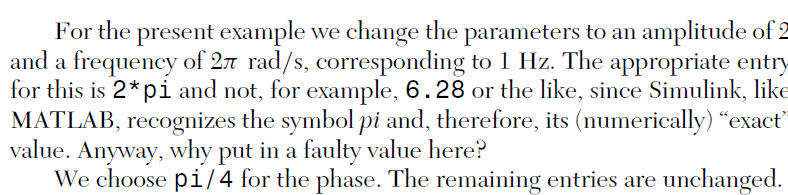 For the present example we change the parameters to an amplitude of 2
and a frequency of 2π rad/s, corresponding to 1 Hz. The appropriate entry
for this is 2*pi and not, for example, 6.28 or the like, since Simulink, like
MATLAB, recognizes the symbol pi and, therefore, its (numerically) “exact”
value. Anyway, why put in a faulty value here?
We choose pi/4 for the phase. The remaining entries are unchanged.